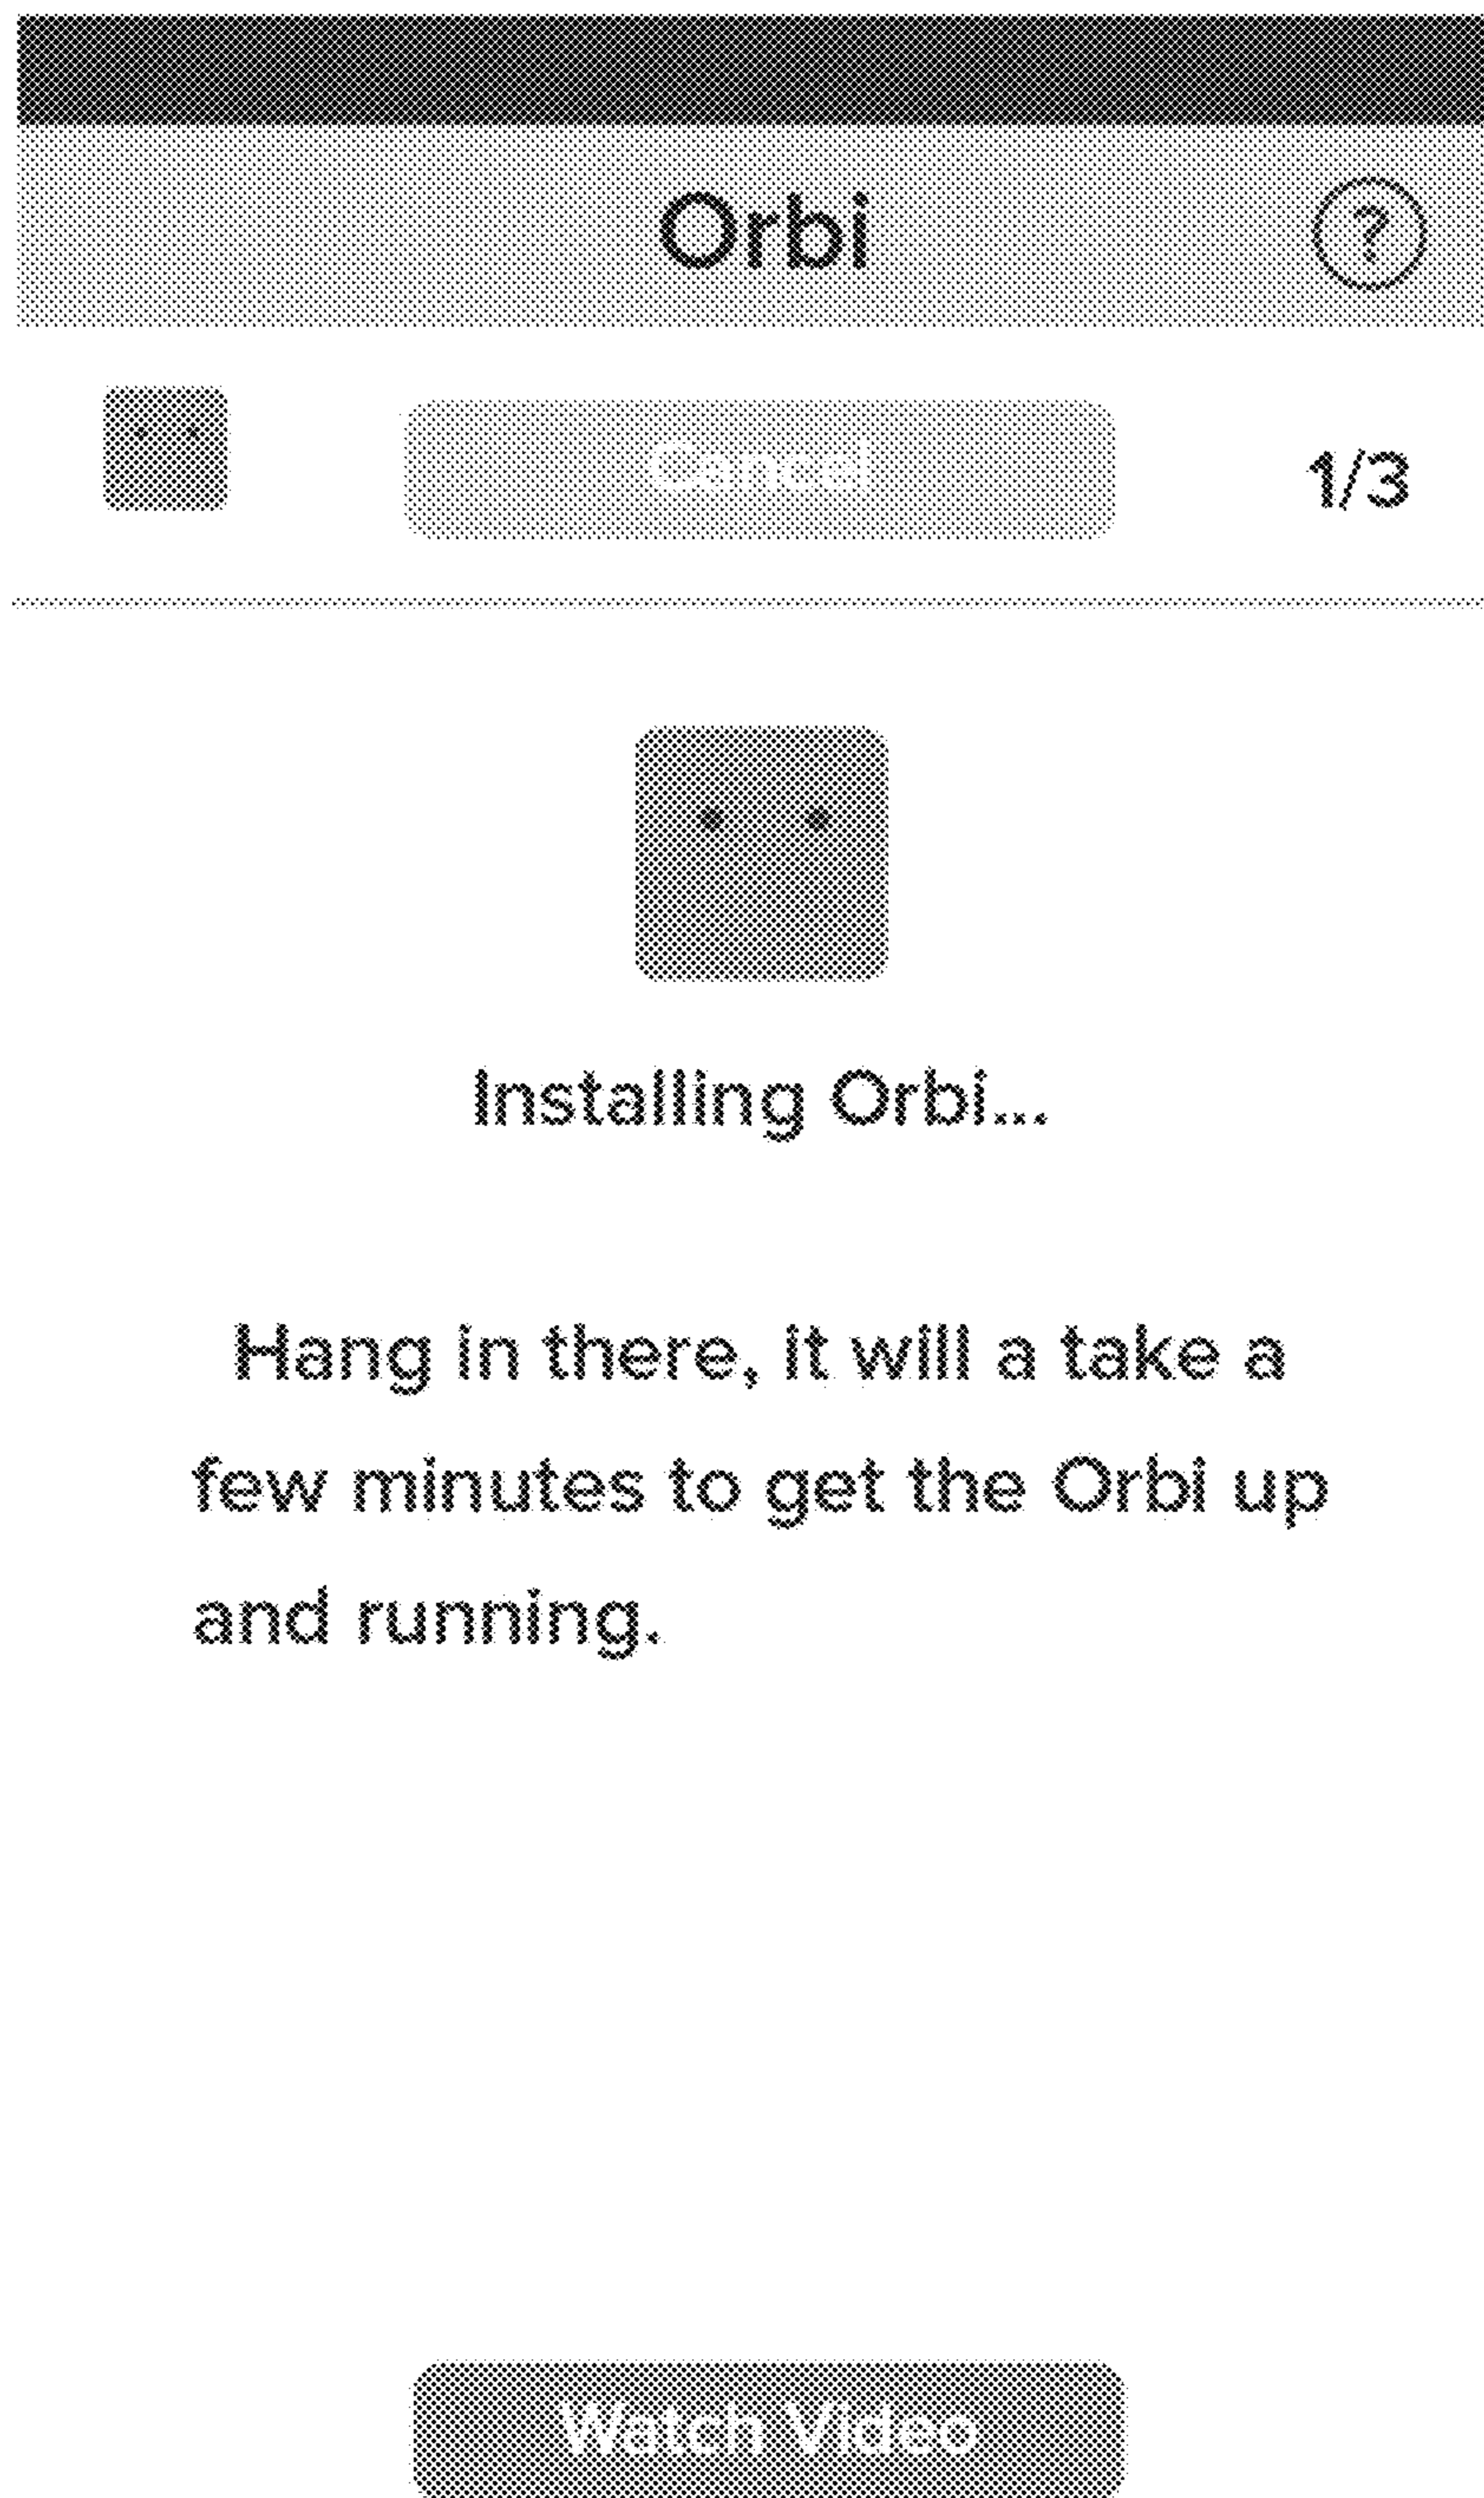 Orbi
?
Cancel
1/3
Installing Orbi...
Hang in there, it will a take a
few minutes to get the Orbi up
and running.
Watch Video